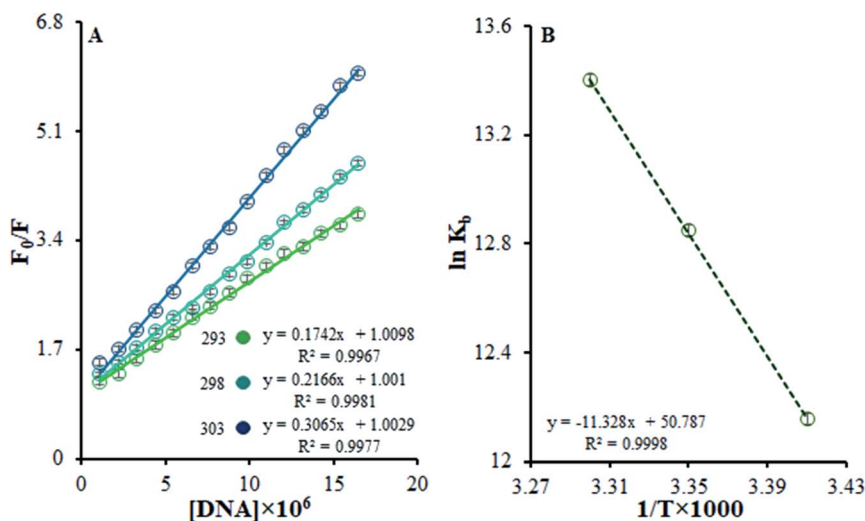 A
6.8
5.1
3.4
1.7
0
F₀/F
293 y = 0.1742x + 1.0098
R² = 0.9967
298 y = 0.2166x + 1.001
R² = 0.9981
303 y = 0.3065x + 1.0029
R² = 0.9977
0 5 10 15 20
[DNA]×10⁶
B
13.6
13.2
12.8
12.4
12
ln K_b
y = -11.328x + 50.787
R² = 0.9998
3.27 3.31 3.35 3.39 3.43
1/T×1000